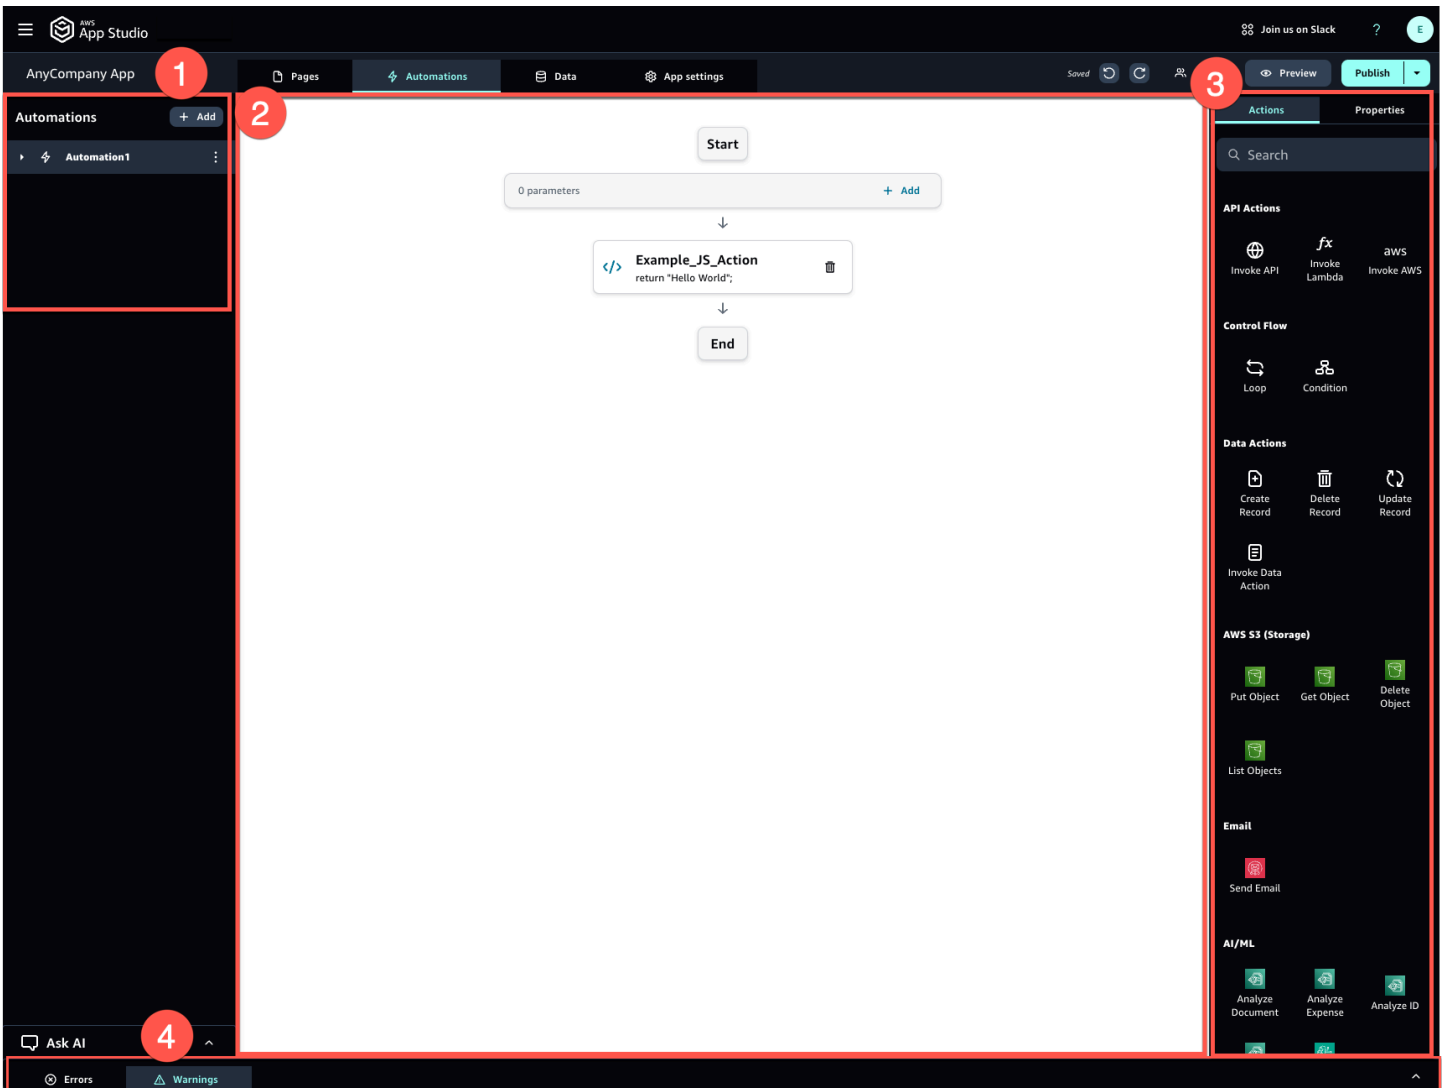 AWS
App Studio
Join us on Slack
?
E
AnyCompany App
1
Pages
Automations
Data
App settings
Saved
3
Preview
Publish
Automations
+ Add
2
Actions
Properties
Automation1
Search
Start
0 parameters
+ Add
Example_JS_Action
return "Hello World";
End
API Actions
Invoke API
fx
Invoke
Lambda
aws
Invoke AWS
Control Flow
Loop
Condition
Data Actions
Create
Record
Delete
Record
Update
Record
Invoke Data
Action
AWS S3 (Storage)
Put Object
Get Object
Delete
Object
List Objects
Email
Send Email
AI/ML
Analyze
Document
Analyze
Expense
Analyze ID
Ask AI
4
Errors
Warnings